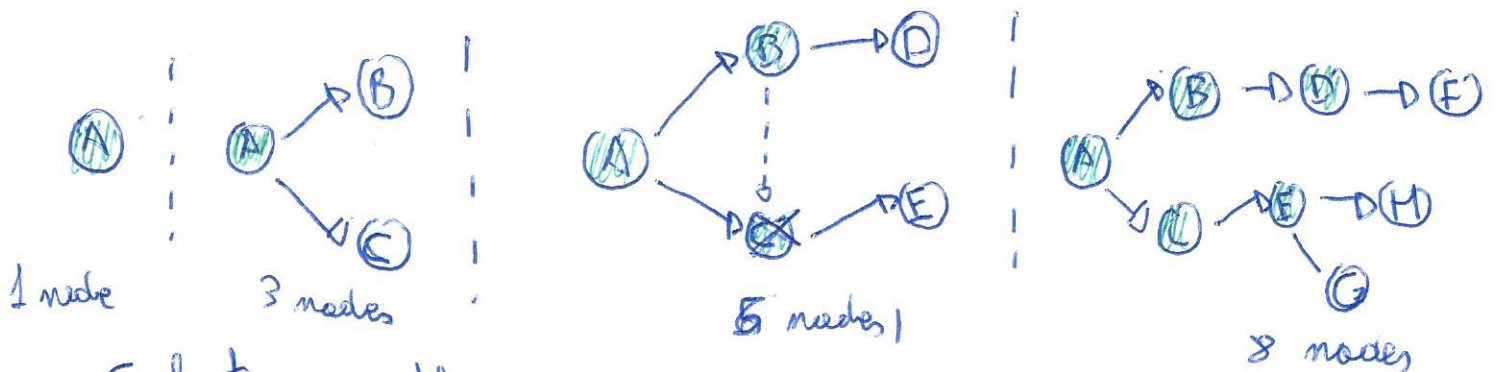 A
A B C
A B D C E
A B D F C E H G
1 node
3 nodes
5 nodes
8 nodes